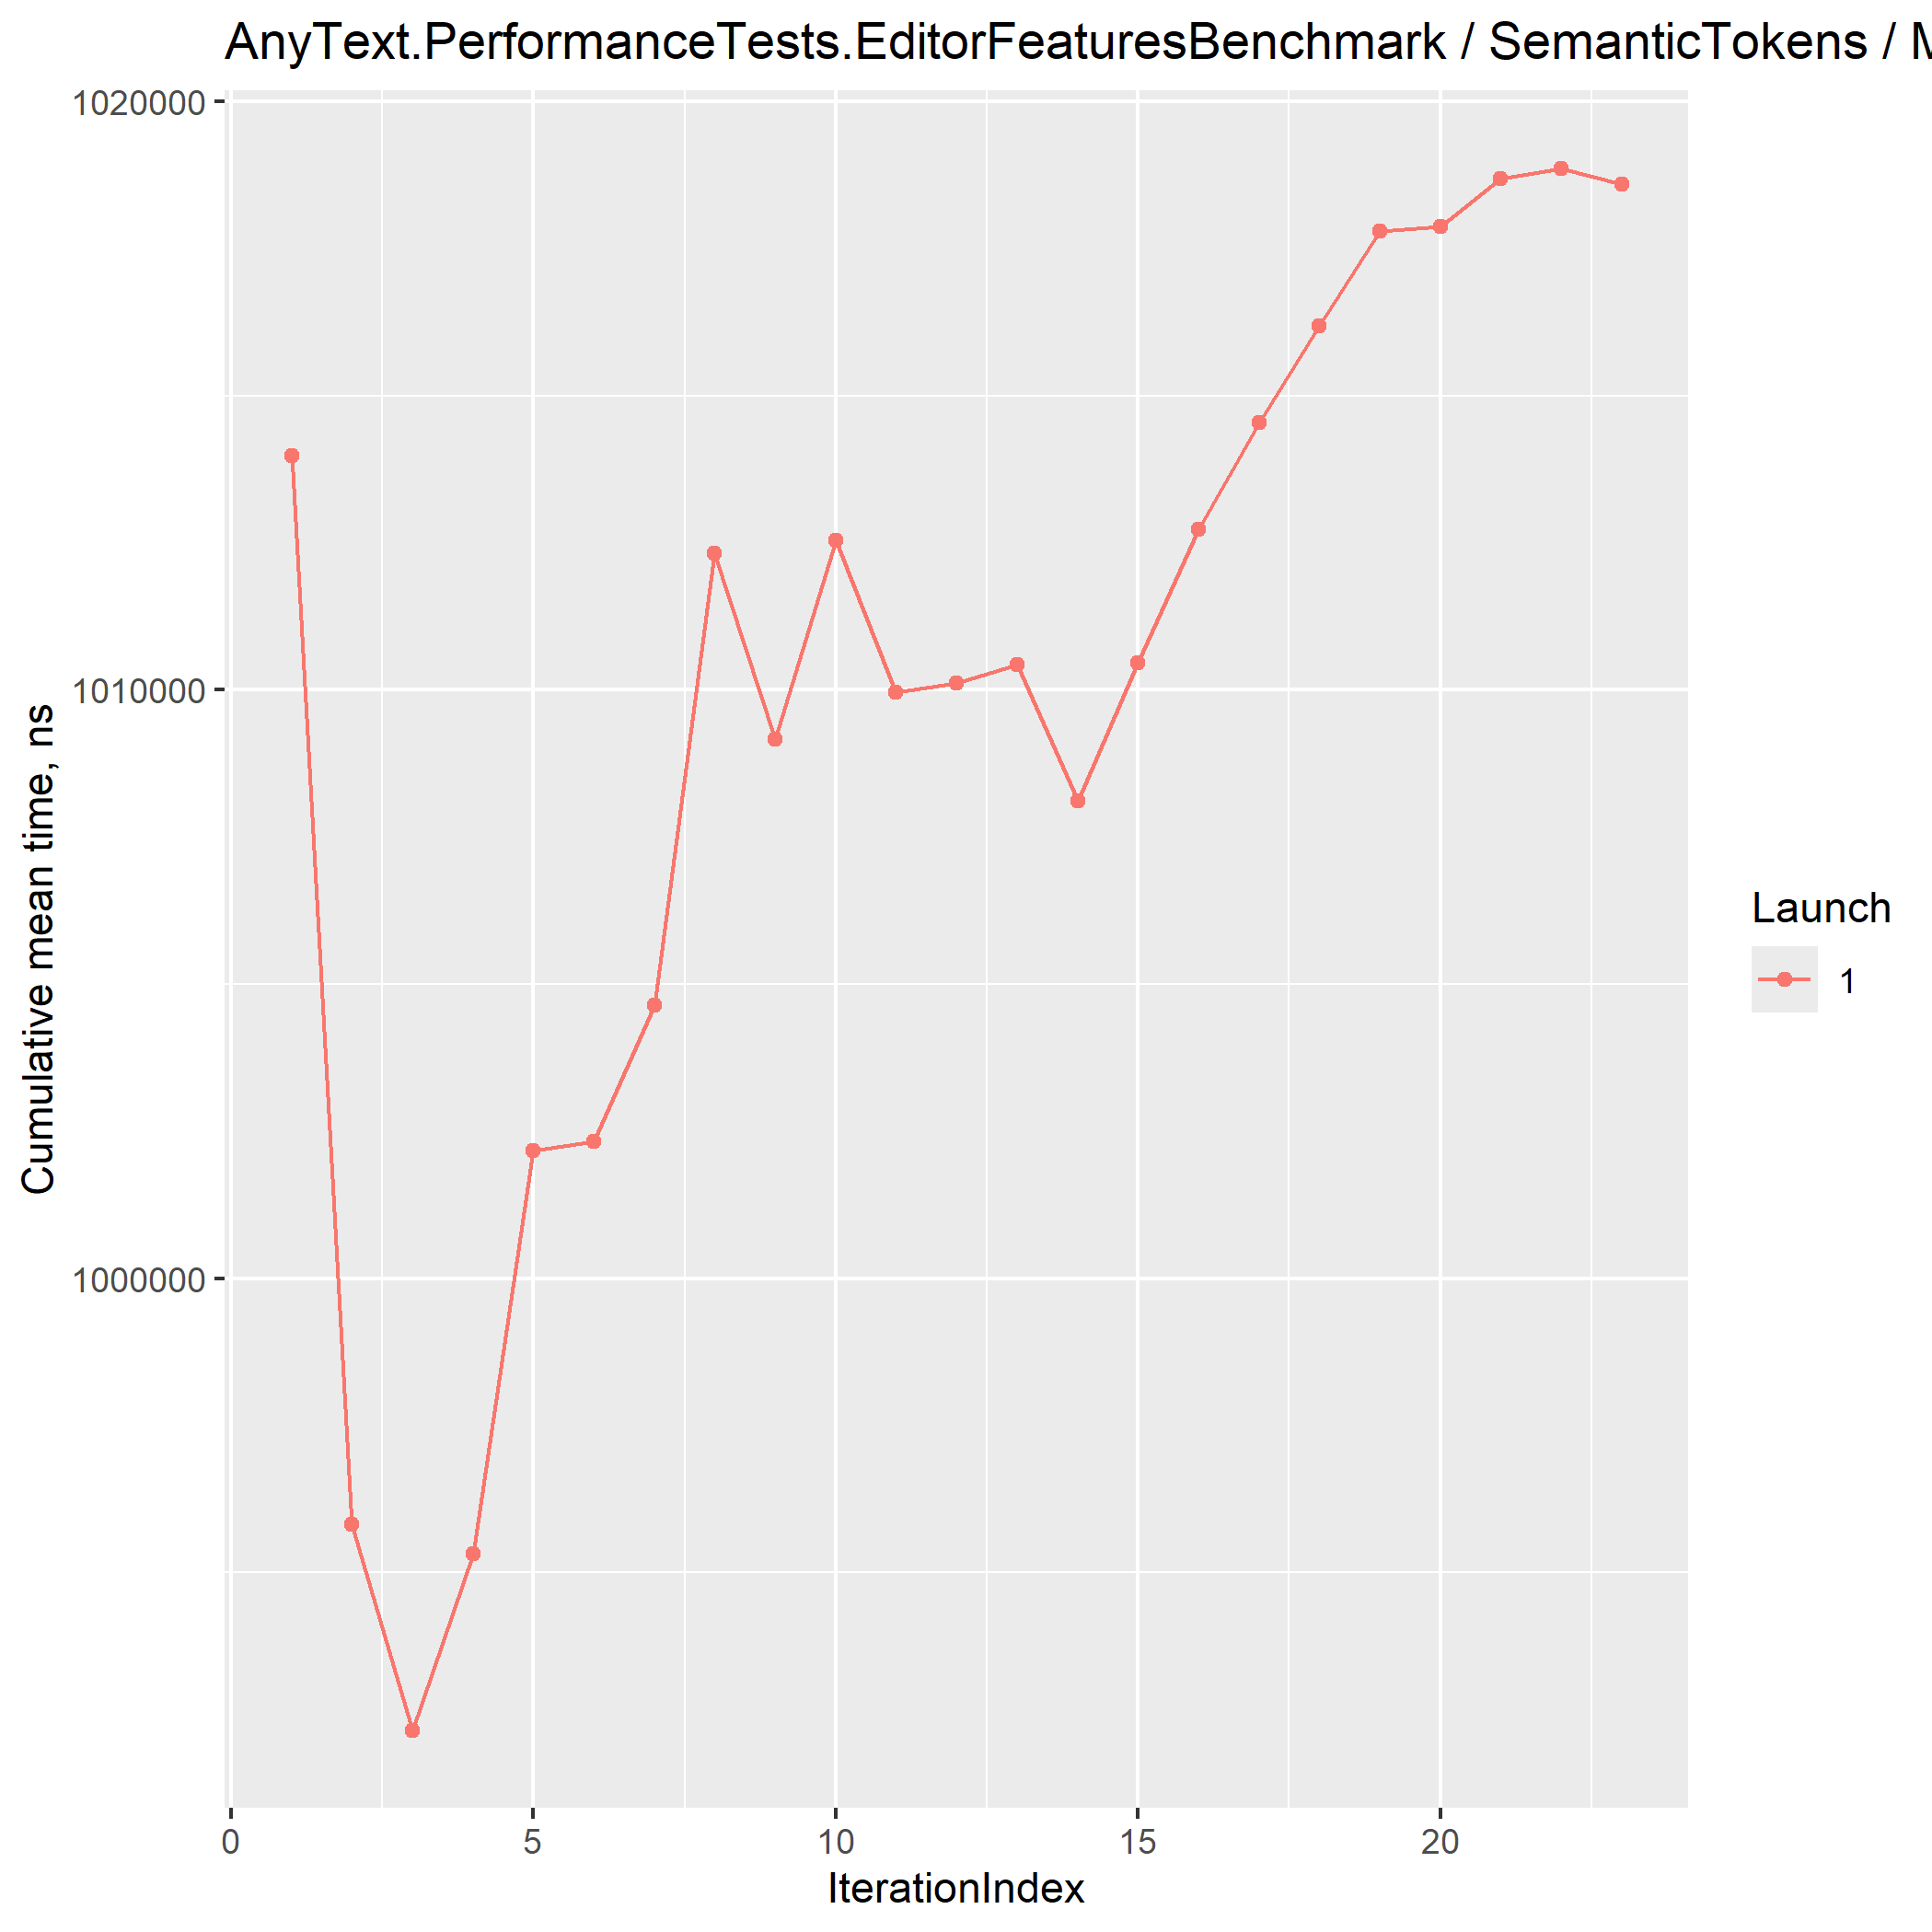 AnyText.PerformanceTests.EditorFeaturesBenchmark / SemanticTokens /
1020000
1010000
1000000
Cumulative mean time, ns
0 5 10 15 20
IterationIndex
Launch
1